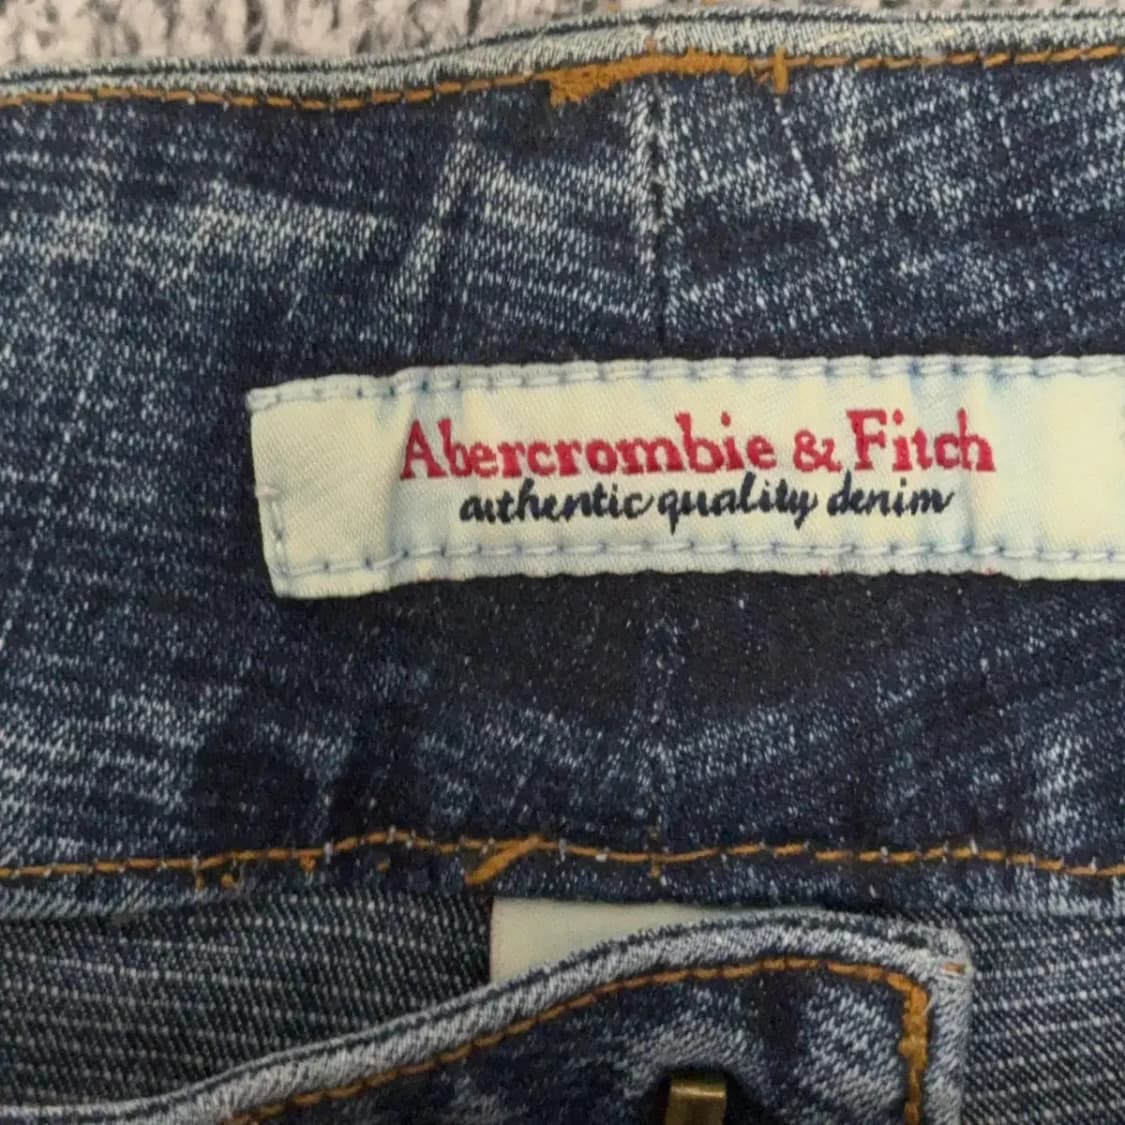 Abercrombie & Fitch
authentic quality denim